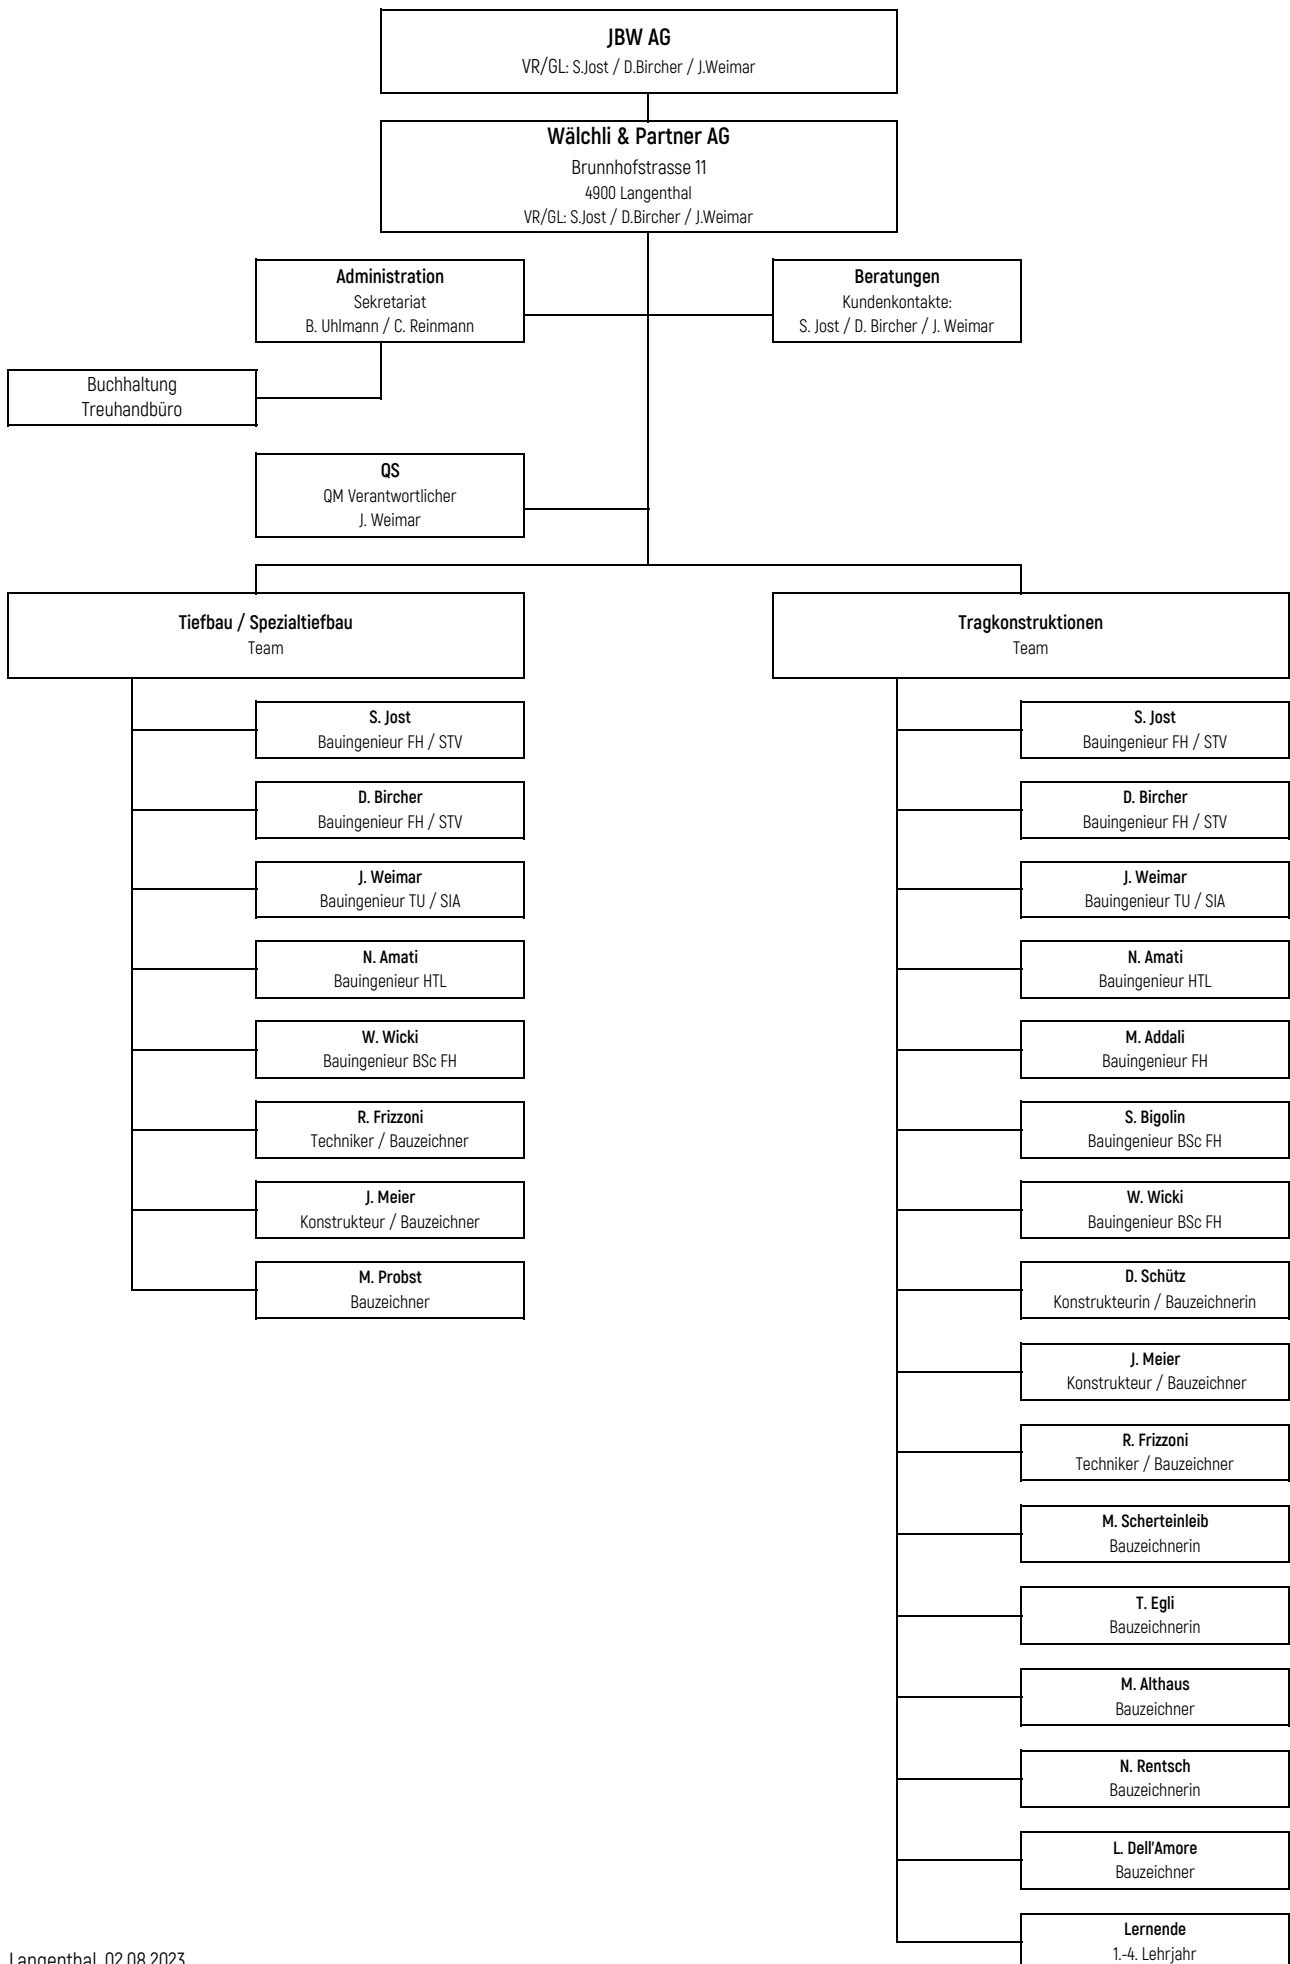 JBW AG
VR/GL: S.Jost / D.Bircher / J.Weimar
Wälchli & Partner AG
Brunnhofstrasse 11
4900 Langenthal
VR/GL: S.Jost / D.Bircher / J.Weimar
Administration
Sekretariat
B. Uhlmann / C. Reinmann
Beratungen
Kundenkontakte:
S. Jost / D. Bircher / J. Weimar
Buchhaltung
Treuhandbüro
QS
QM Verantwortlicher
J. Weimar
Tiefbau / Spezialtiefbau
Team
S. Jost
Bauingenieur FH / STV
D. Bircher
Bauingenieur FH / STV
J. Weimar
Bauingenieur TU / SIA
N. Amati
Bauingenieur HTL
W. Wicki
Bauingenieur BSc FH
R. Frizzoni
Techniker / Bauzeichner
J. Meier
Konstrukteur / Bauzeichner
M. Probst
Bauzeichner
Tragkonstruktionen
Team
S. Jost
Bauingenieur FH / STV
D. Bircher
Bauingenieur FH / STV
J. Weimar
Bauingenieur TU / SIA
N. Amati
Bauingenieur HTL
M. Addali
Bauingenieur FH
S. Bigolin
Bauingenieur BSc FH
W. Wicki
Bauingenieur BSc FH
D. Schütz
Konstrukteurin / Bauzeichnerin
J. Meier
Konstrukteur / Bauzeichner
R. Frizzoni
Techniker / Bauzeichner
M. Scherteinleib
Bauzeichnerin
T. Egli
Bauzeichnerin
M. Althaus
Bauzeichner
N. Rentsch
Bauzeichnerin
L. Dell'Amore
Bauzeichner
Lernende
1.-4. Lehrjahr
Langenthal, 02.08.2023